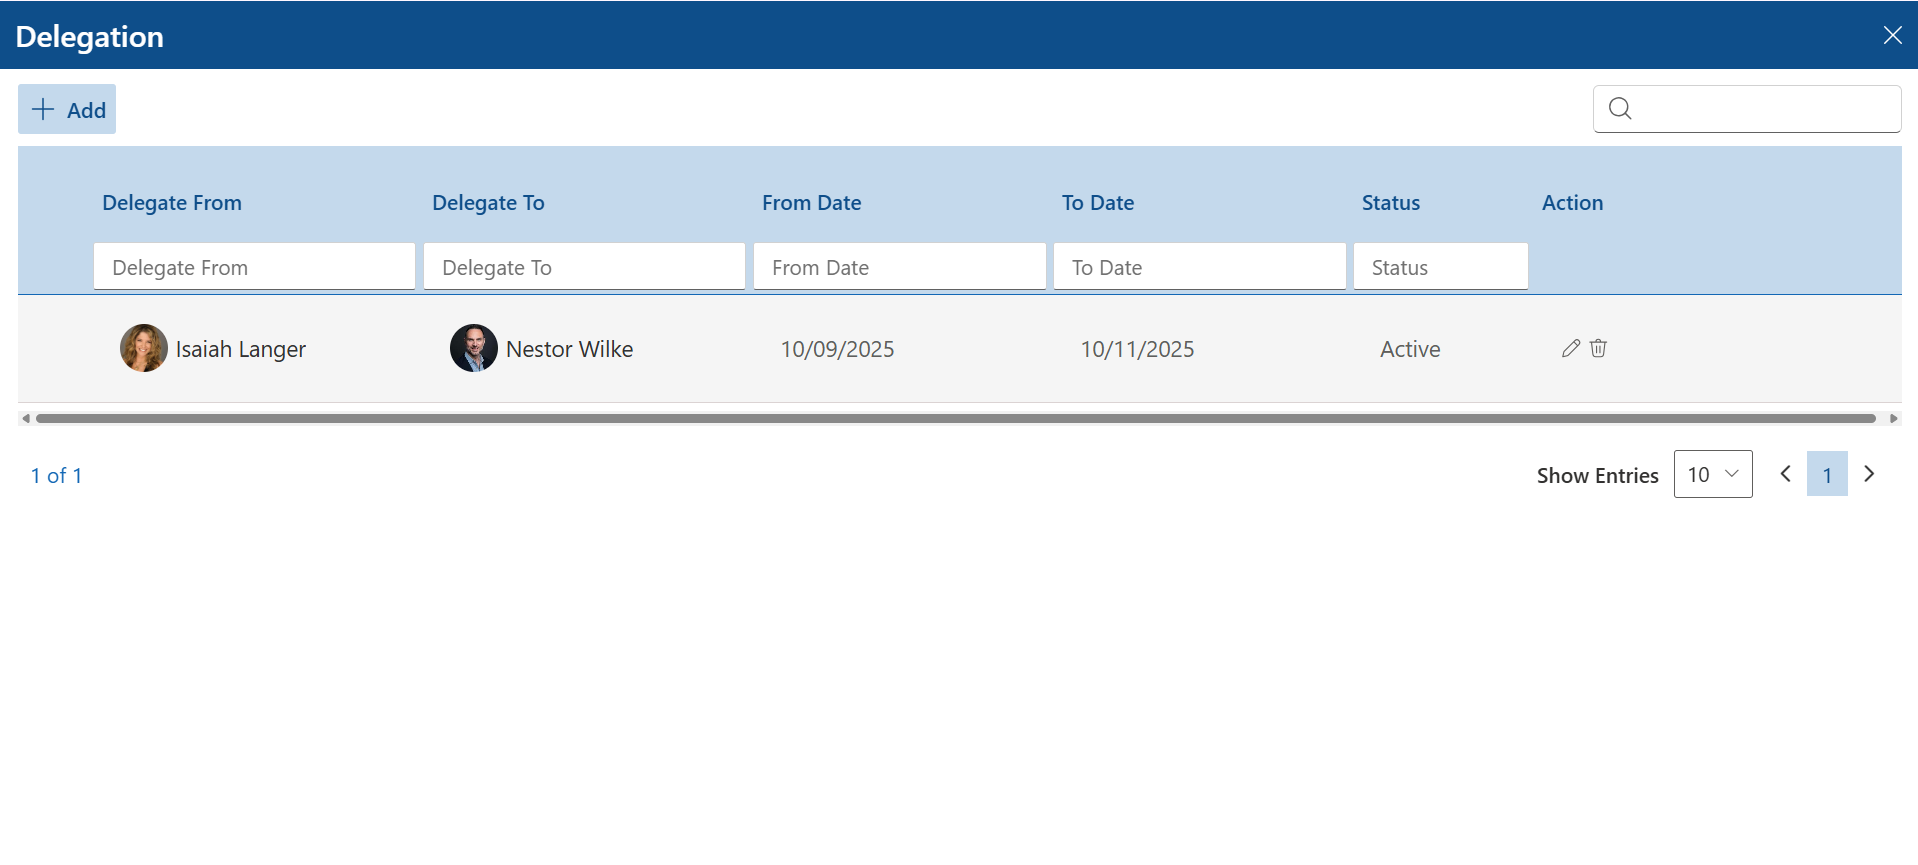 Delegation
Add
Delegate From Delegate To From Date To Date Status Action
Delegate From Delegate To From Date To Date Status
Isaiah Langer Nestor Wilke 10/09/2025 10/11/2025 Active
1 of 1 Show Entries 10 1